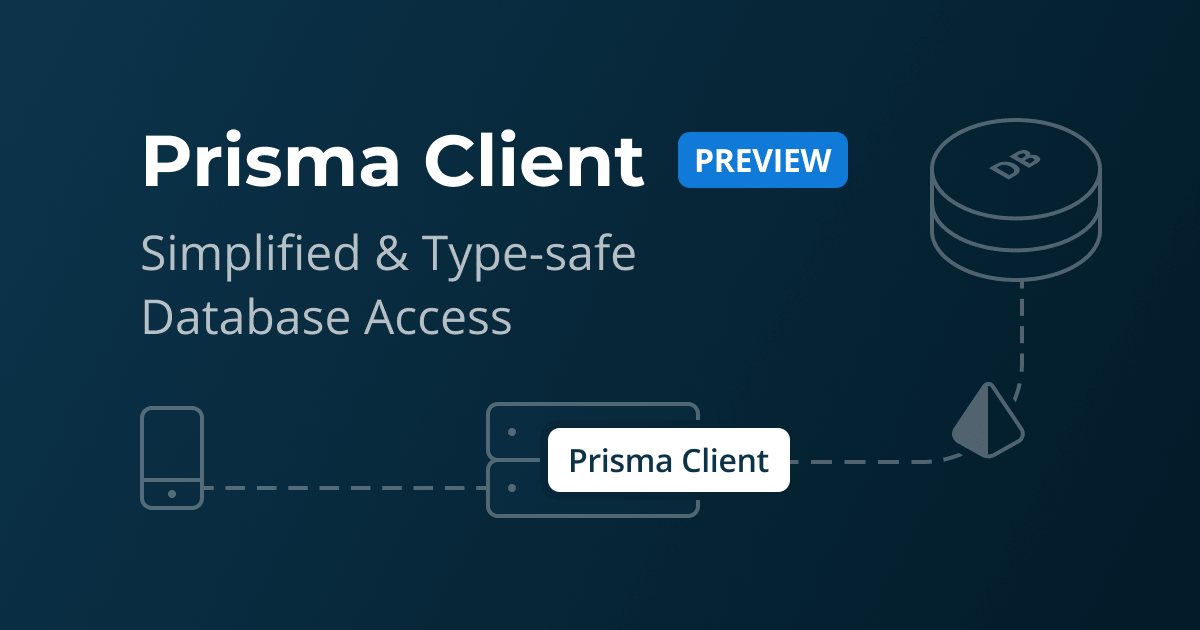 Prisma Client PREVIEW
Simplified & Type-safe
Database Access
DB
Prisma Client